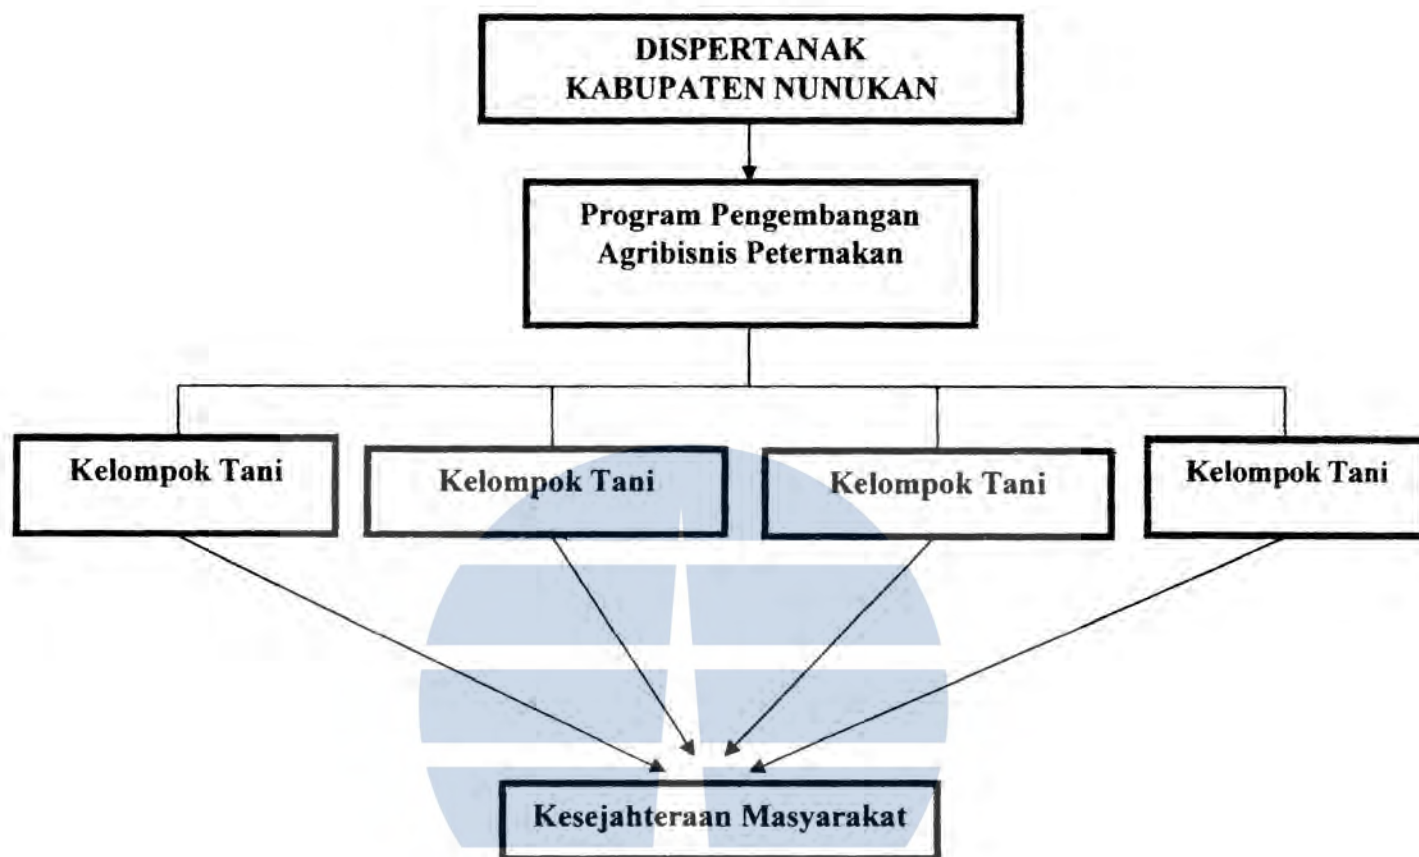 DISPERTANAK
KABUPATEN NUNUKAN
Program Pengembangan
Agribisnis Peternakan
Kelompok Tani
Kelompok Tani
Kelompok Tani
Kelompok Tani
Kesejahteraan Masyarakat